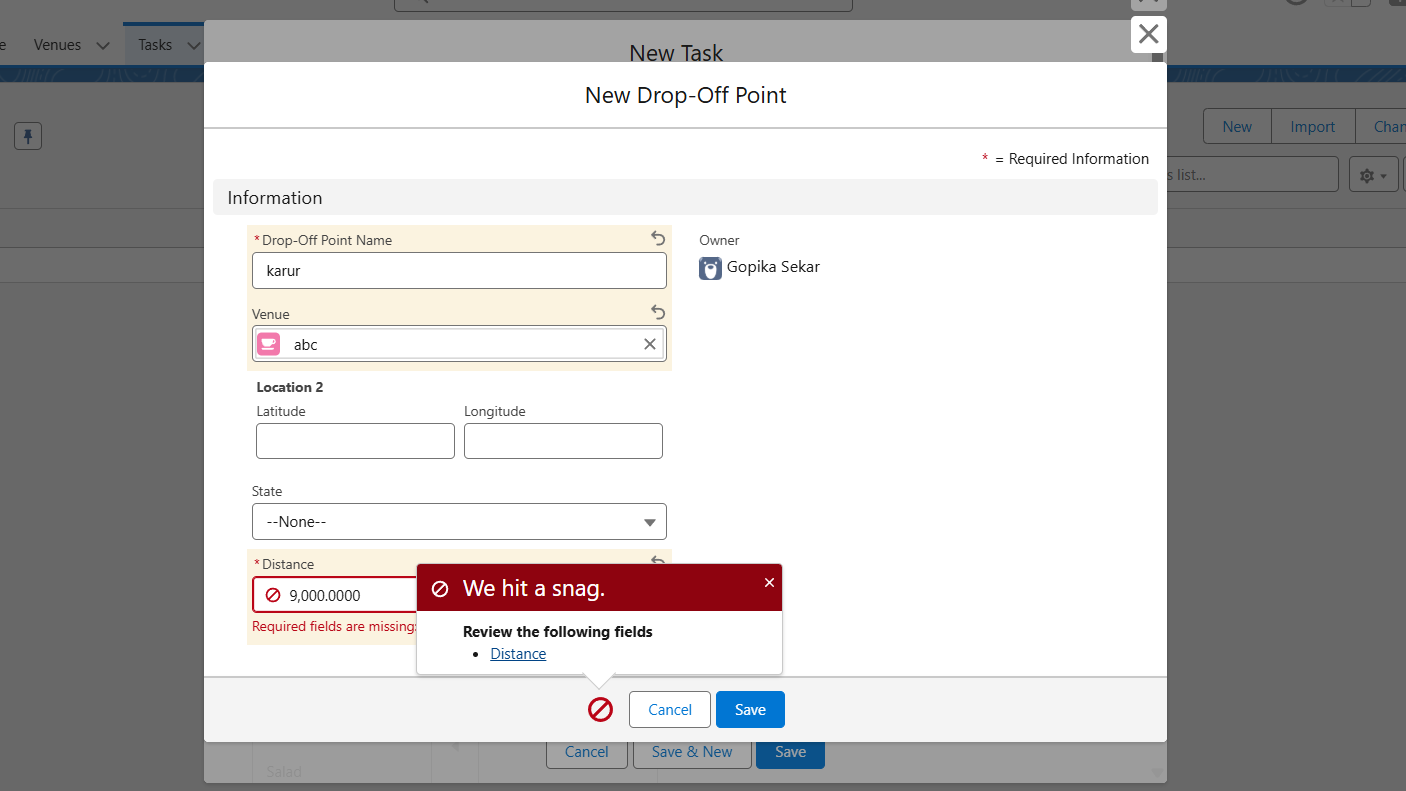 Venues
Tasks
New Task
New Drop-Off Point
New
Import
* = Required Information
list...
Information
* Drop-Off Point Name
Owner
karur
Gopika Sekar
Venue
abc
Location 2
Latitude
Longitude
State
--None--
* Distance
We hit a snag.
9,000.0000
Required fields are missing:
Review the following fields
• Distance
Cancel
Save
Cancel
Save & New
Save
Salad